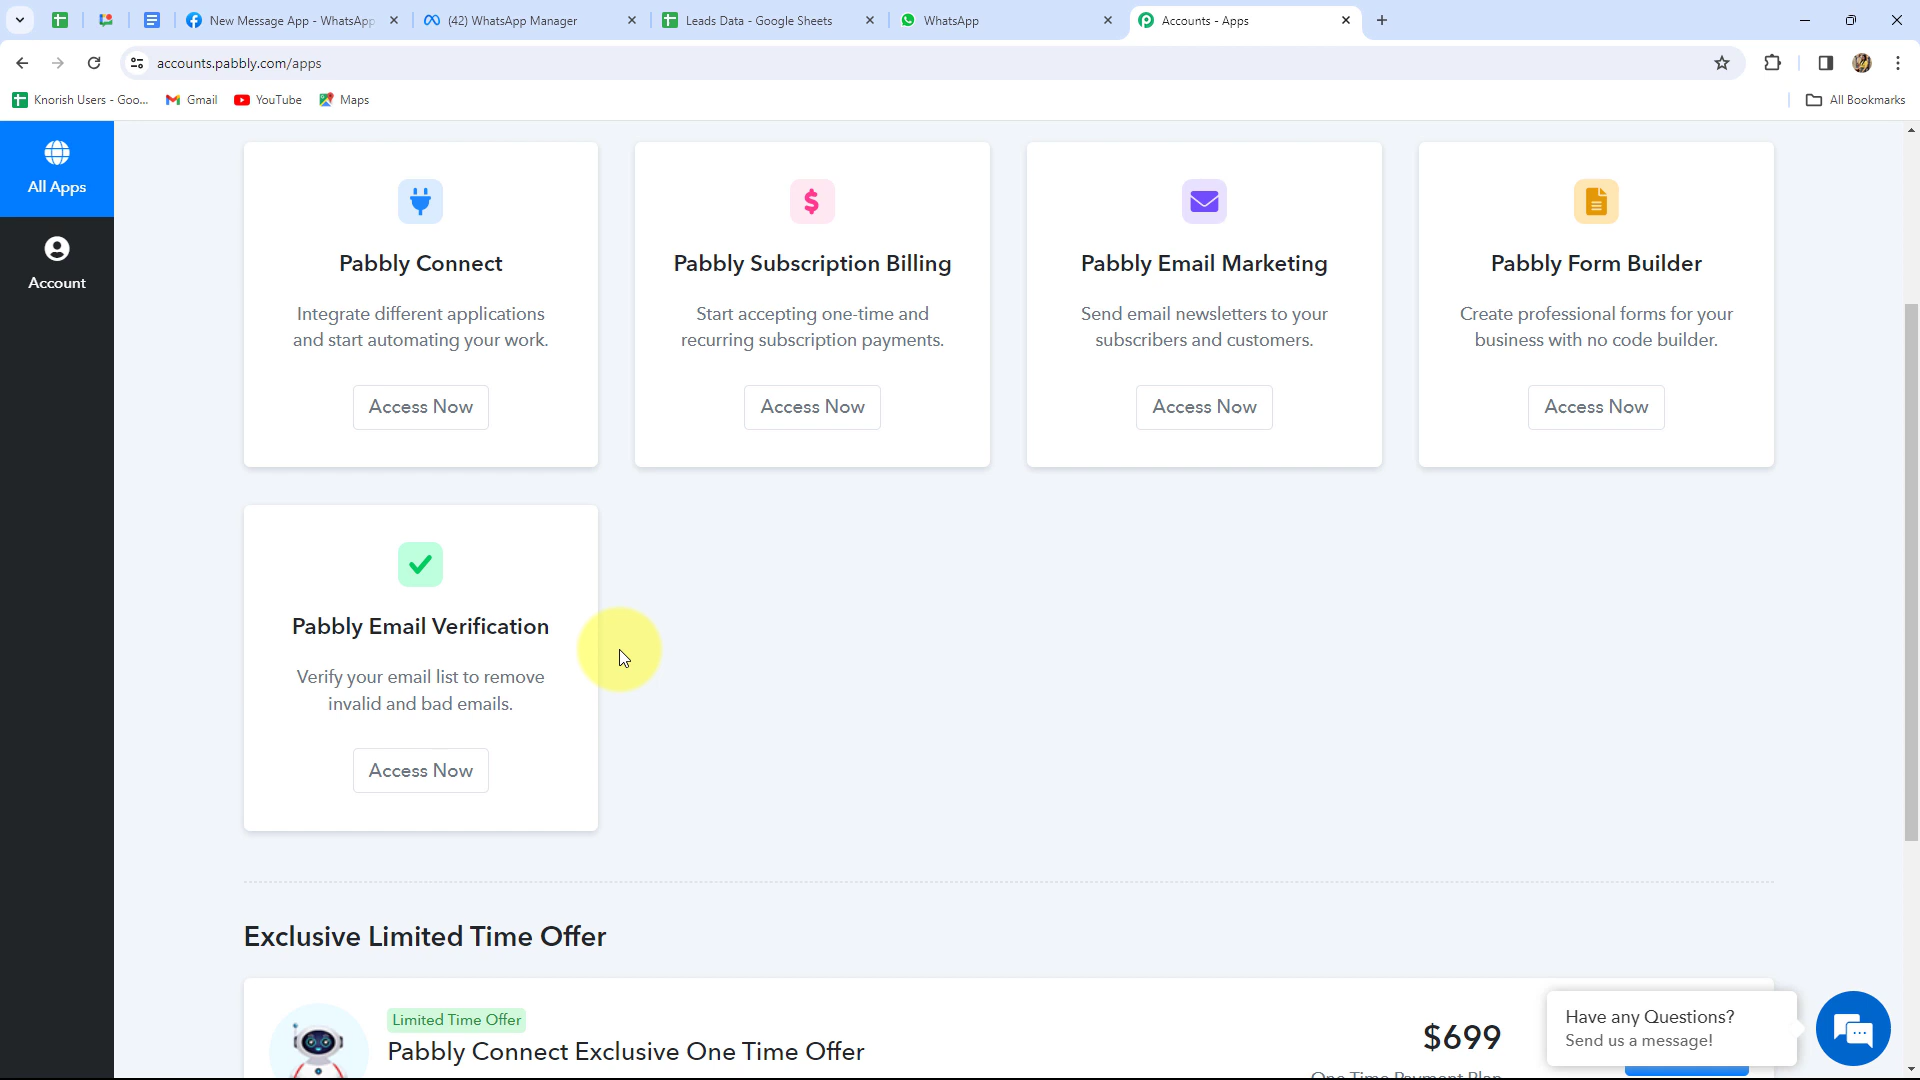 New Message App - WhatsApp
(42) WhatsApp Manager
Leads Data - Google Sheets
WhatsApp
Accounts - Apps
accounts.pabbly.com/apps
Knorish Users - Goo...
Gmail
YouTube
Maps
All Bookmarks
All Apps
Account
Pabbly Connect
Integrate different applications
and start automating your work.
Access Now
Pabbly Subscription Billing
Start accepting one-time and
recurring subscription payments.
Access Now
Pabbly Email Marketing
Send email newsletters to your
subscribers and customers.
Access Now
Pabbly Form Builder
Create professional forms for your
business with no code builder.
Access Now
Pabbly Email Verification
Verify your email list to remove
invalid and bad emails.
Access Now
Exclusive Limited Time Offer
Limited Time Offer
Pabbly Connect Exclusive One Time Offer
$699
One Time Payment Plan
Have any Questions?
Send us a message!